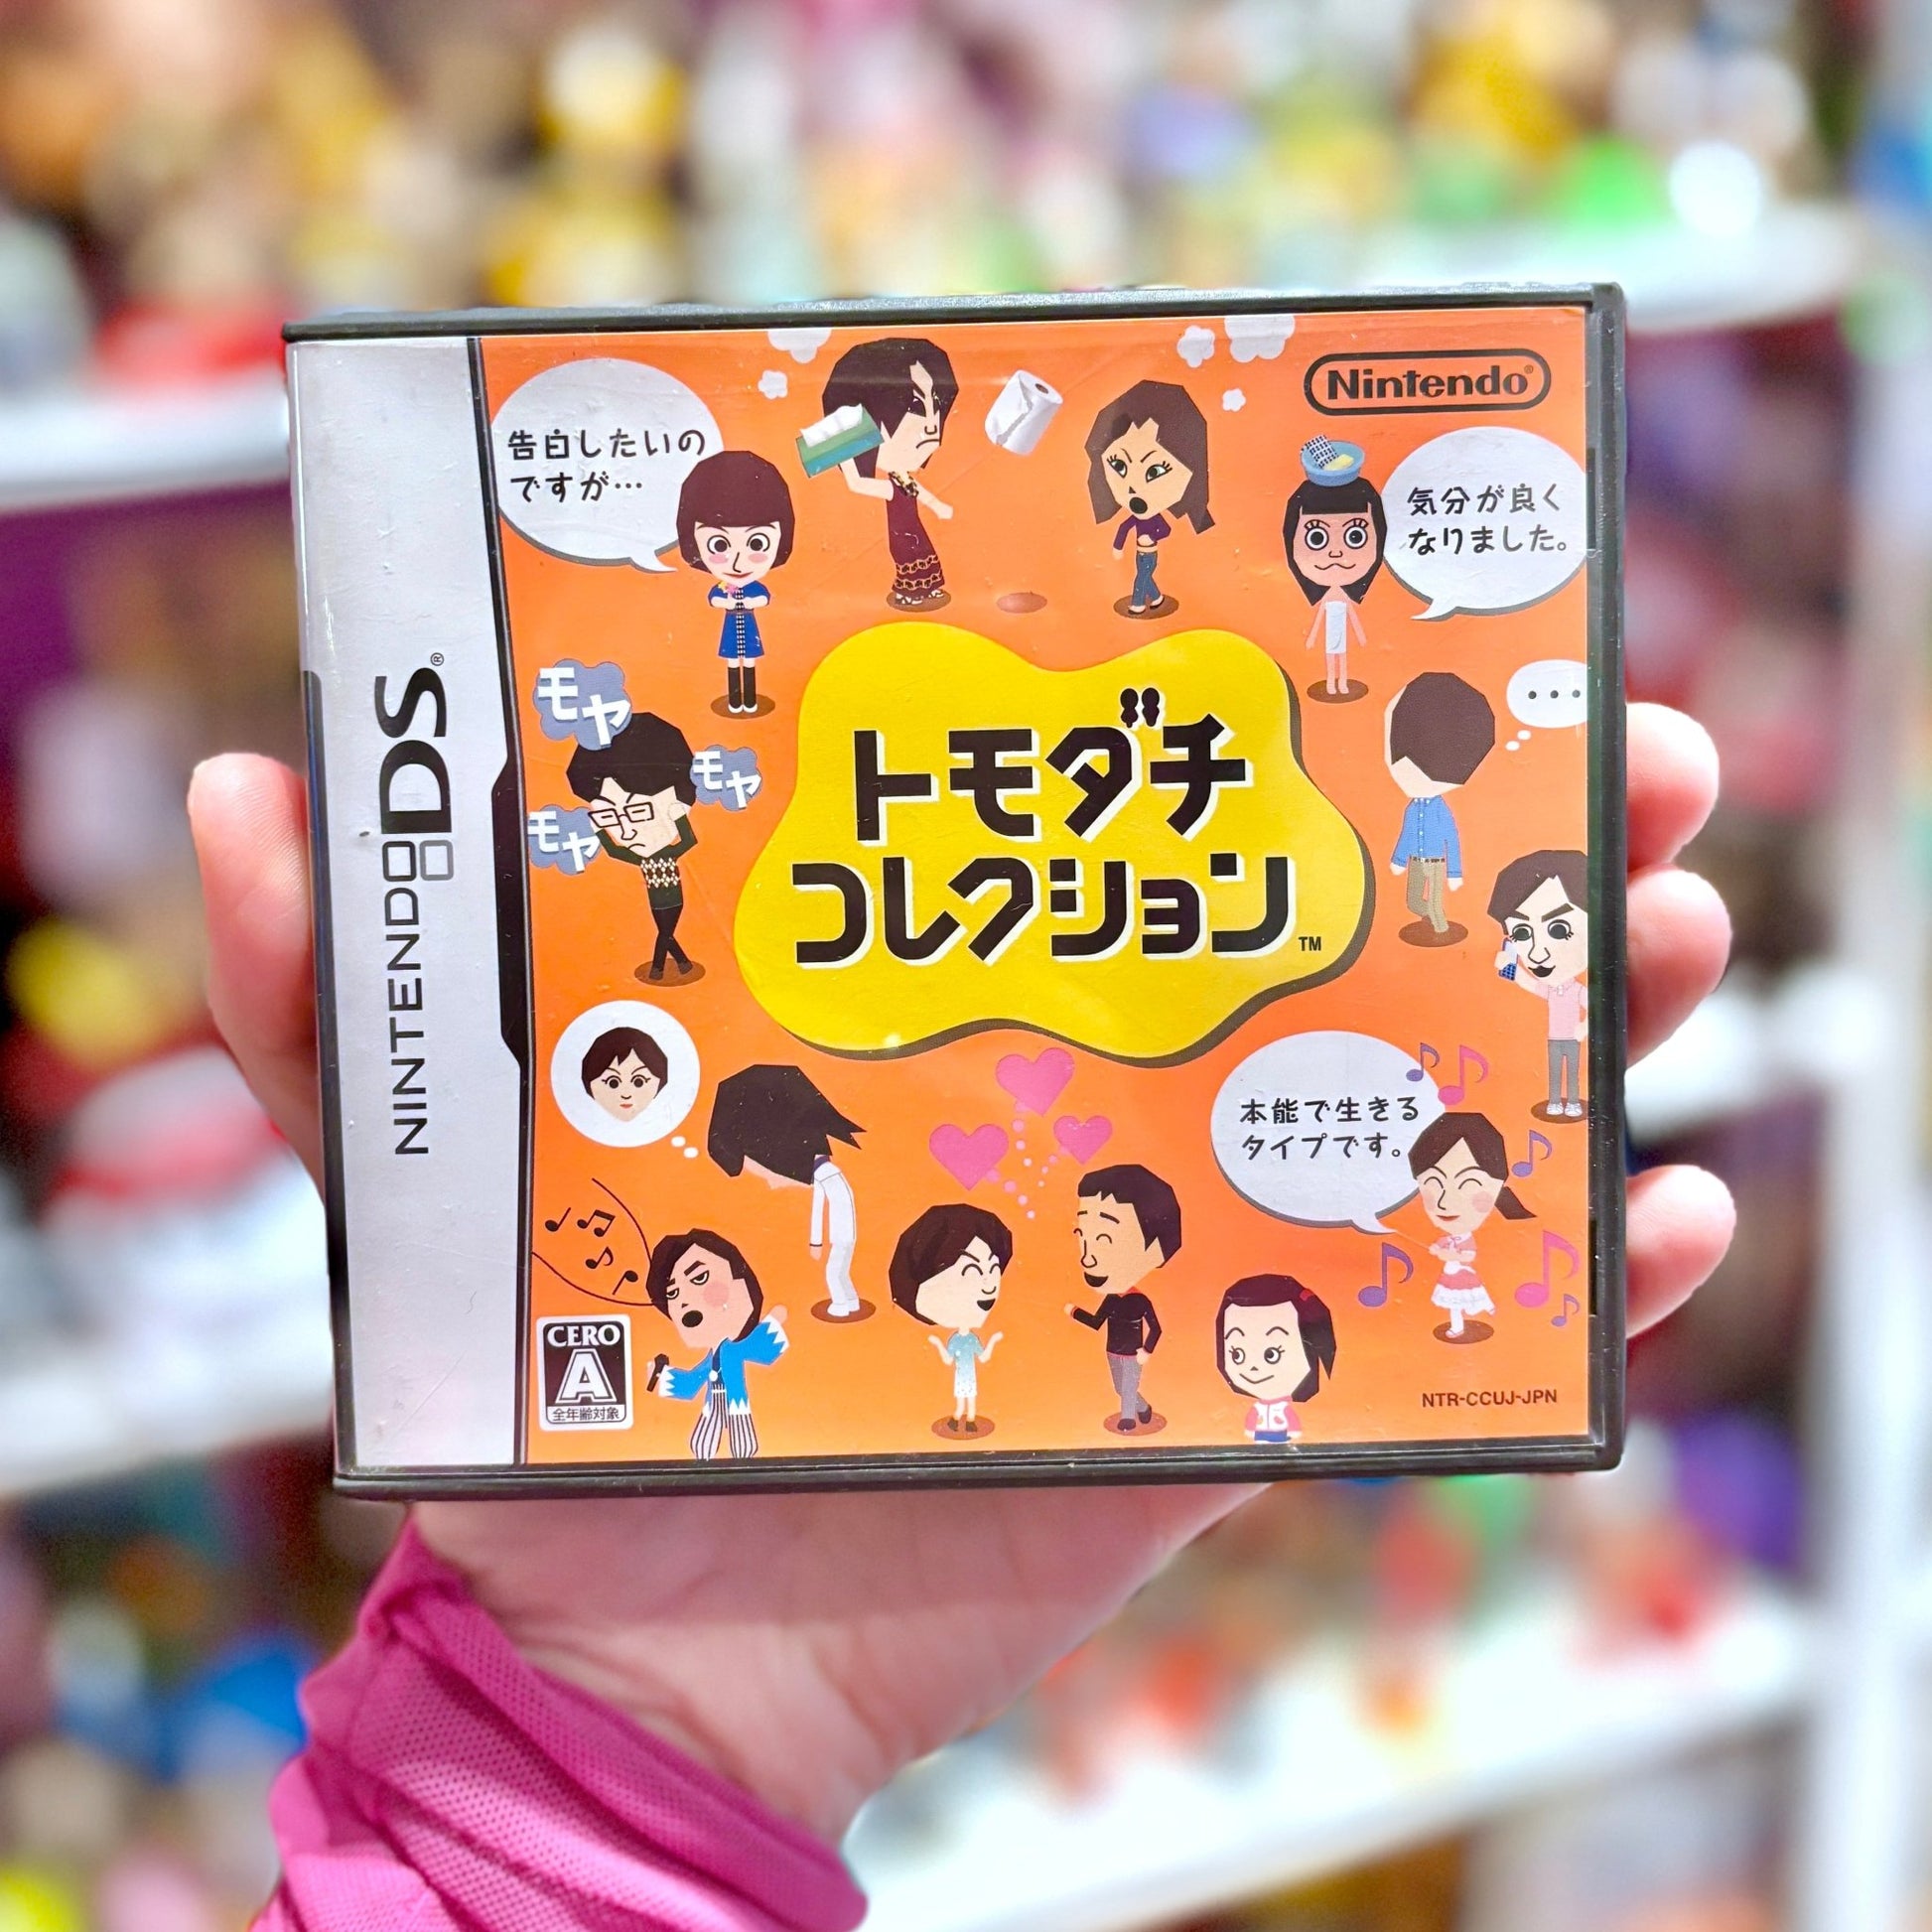 Nintendo®
告白したいの
ですが…
気分が良く
なりました。
モヤ
モヤ
モヤ
・・・
トモダチ
コレクション™
NINTENDO DS®
本能で生きる
タイプです。
CERO
A
全年齢対象
NTR-CCUJ-JPN